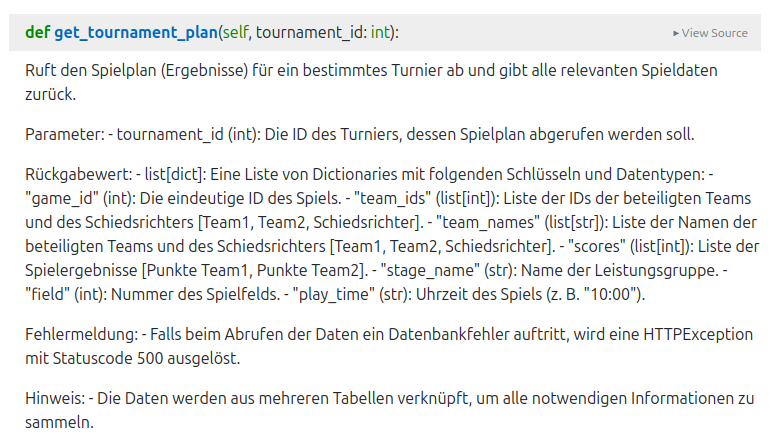 def get_tournament_plan(self, tournament_id: int):
▸ View Source
Ruft den Spielplan (Ergebnisse) für ein bestimmtes Turnier ab und gibt alle relevanten Spieldaten
zurück.
Parameter: - tournament_id (int): Die ID des Turniers, dessen Spielplan abgerufen werden soll.
Rückgabewert: - list[dict]: Eine Liste von Dictionaries mit folgenden Schlüsseln und Datentypen: -
"game_id" (int): Die eindeutige ID des Spiels. - "team_ids" (list[int]): Liste der IDs der beteiligten Teams
und des Schiedsrichters [Team1, Team2, Schiedsrichter]. - "team_names" (list[str]): Liste der Namen der
beteiligten Teams und des Schiedsrichters [Team1, Team2, Schiedsrichter]. - "scores" (list[int]): Liste der
Spielergebnisse [Punkte Team1, Punkte Team2]. - "stage_name" (str): Name der Leistungsgruppe. -
"field" (int): Nummer des Spielfelds. - "play_time" (str): Uhrzeit des Spiels (z. B. "10:00").
Fehlermeldung: - Falls beim Abrufen der Daten ein Datenbankfehler auftritt, wird eine HTTPException
mit Statuscode 500 ausgelöst.
Hinweis: - Die Daten werden aus mehreren Tabellen verknüpft, um alle notwendigen Informationen zu
sammeln.